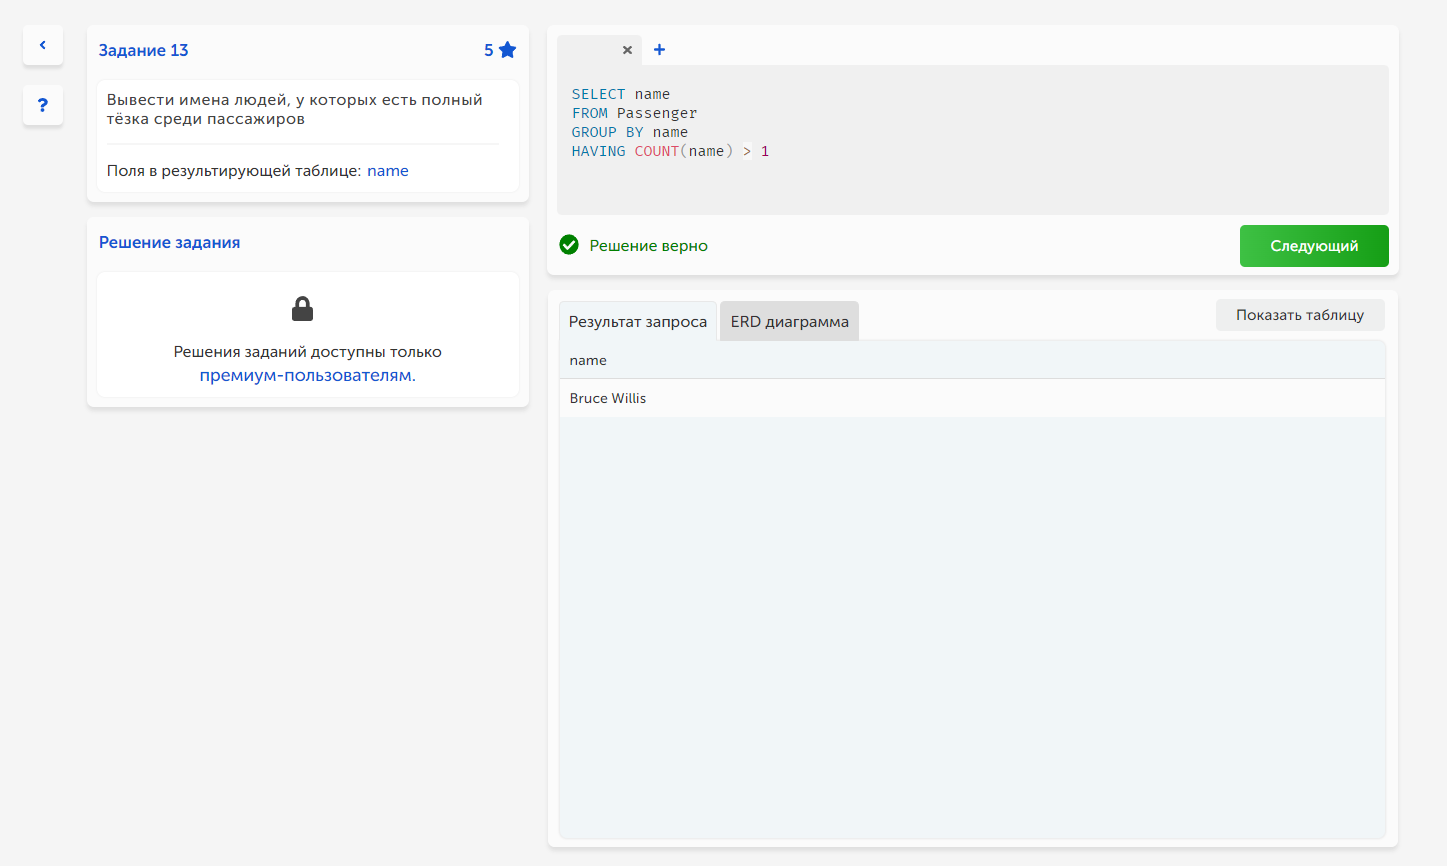 Задание 13
5
Вывести имена людей, у которых есть полный
тёзка среди пассажиров
Поля в результирующей таблице: name
?
Решение задания
Решения заданий доступны только
премиум-пользователям.
SELECT name
FROM Passenger
GROUP BY name
HAVING COUNT(name) > 1
Решение верно
Следующий
Результат запроса
ERD диаграмма
Показать таблицу
name
Bruce Willis